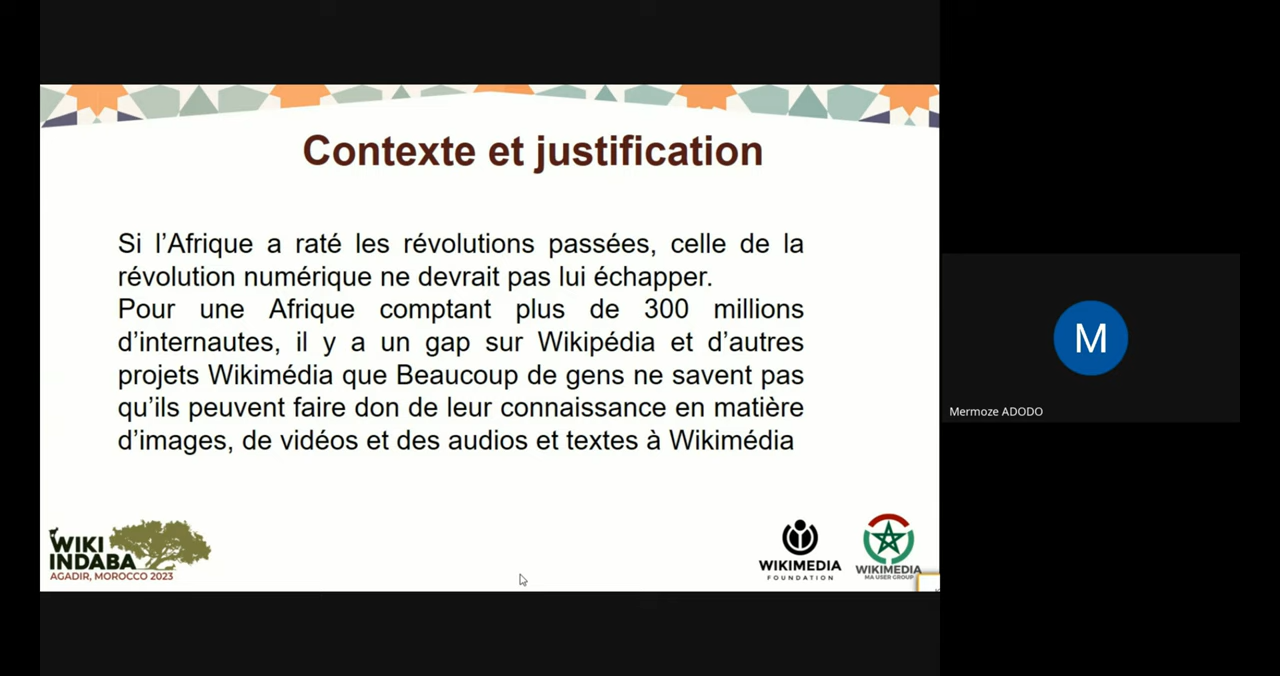 Contexte et justification
Si l’Afrique a raté les révolutions passées, celle de la
révolution numérique ne devrait pas lui échapper.
Pour une Afrique comptant plus de 300 millions
d’internautes, il y a un gap sur Wikipédia et d’autres
projets Wikimédia que Beaucoup de gens ne savent pas
qu’ils peuvent faire don de leur connaissance en matière
d’images, de vidéos et des audios et textes à Wikimédia
WIKI
INDABA
AGADIR, MOROCCO 2023
WIKIMEDIA
FOUNDATION
WIKIMEDIA
MA USER GROUP
M
Mermoze ADODO